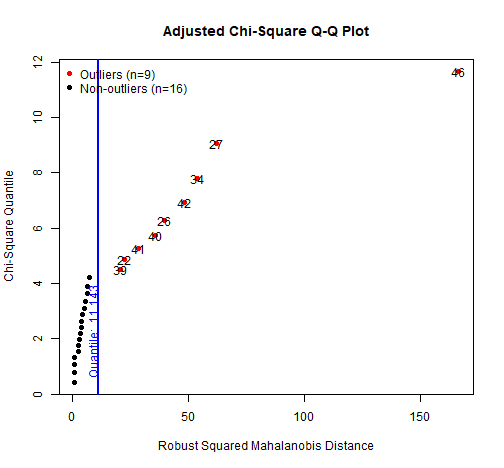 Adjusted Chi-Square Q-Q Plot
Outliers (n=9)
Non-outliers (n=16)
46
27
34
42
26
40
41
22
39
Quantile: 11.143
Chi-Square Quantile
12
10
8
6
4
2
0
0 50 100 150
Robust Squared Mahalanobis Distance